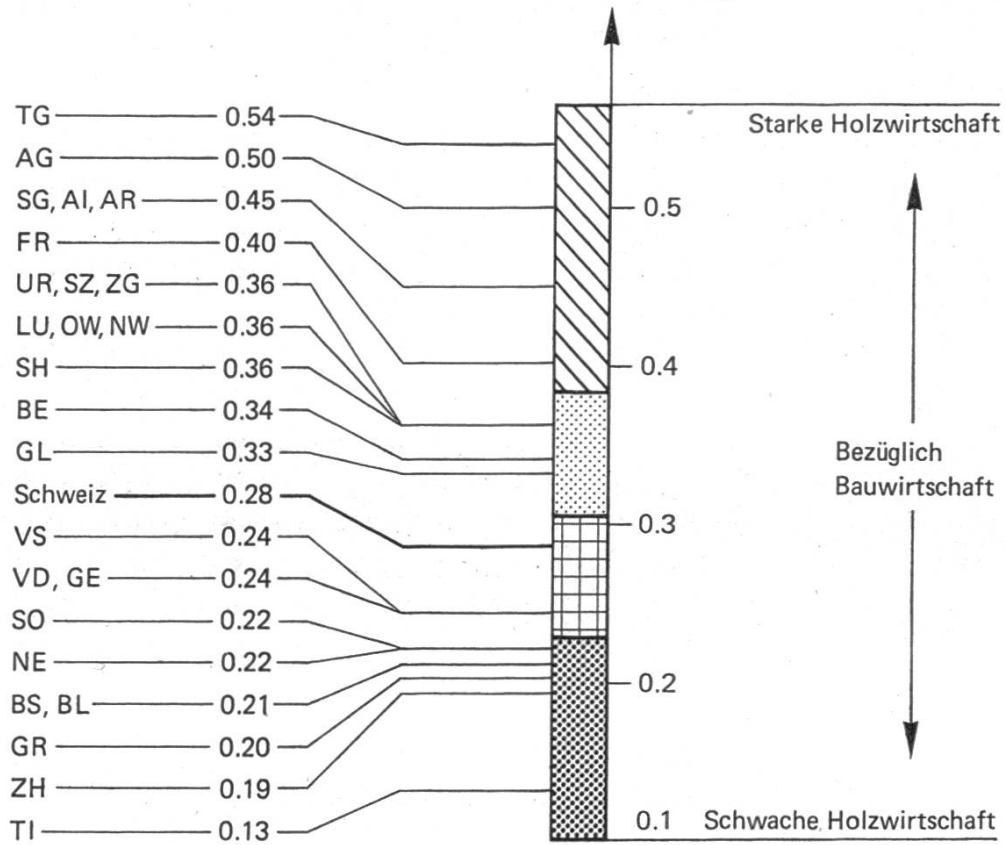 TG 0.54
Starke Holzwirtschaft
AG 0.50
SG, AI, AR 0.45
0.5
FR 0.40
UR, SZ, ZG 0.36
LU, OW, NW 0.36
SH 0.36
0.4
BE 0.34
GL 0.33
Bezüglich
Bauwirtschaft
Schweiz 0.28
0.3
VS 0.24
VD, GE 0.24
SO 0.22
NE 0.22
0.2
BS, BL 0.21
GR 0.20
ZH 0.19
TI 0.13
0.1 Schwache Holzwirtschaft